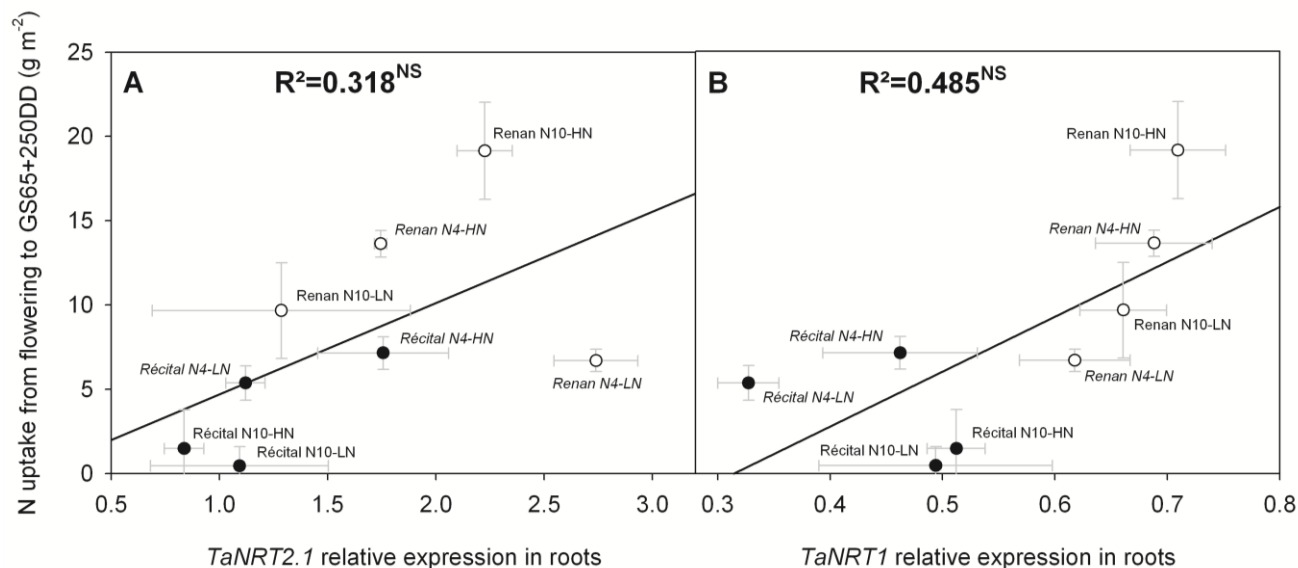 N uptake from flowering to GS65+250DD (g m-2)
25
20
15
10
5
0
A
R²=0.318NS
Renan N10-HN
Renan N4-HN
Renan N10-LN
Récital N4-HN
Récital N4-LN
Renan N4-LN
Récital N10-HN
Récital N10-LN
0.5 1.0 1.5 2.0 2.5 3.0
TaNRT2.1 relative expression in roots
B
R²=0.485NS
Renan N10-HN
Renan N4-HN
Renan N10-LN
Récital N4-HN
Renan N4-LN
Récital N4-LN
Récital N10-HN
Récital N10-LN
0.3 0.4 0.5 0.6 0.7 0.8
TaNRT1 relative expression in roots